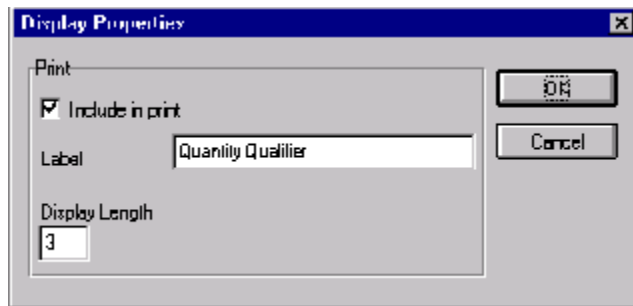 Display Properties
Print
Include in print
OK
Label
Quantity Qualifier
Cancel
Display Length
3